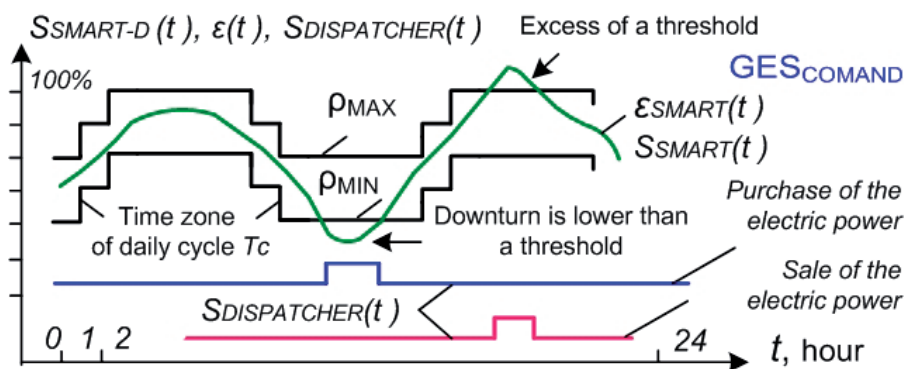 SSMART-D (t), ε(t), SDISPATCHER(t)
Excess of a threshold
GESCOMAND
100%
ρMAX
εSMART(t)
SSMART(t)
ρMIN
Purchase of the
electric power
Time zone
of daily cycle Tc
Downturn is lower than
a threshold
Sale of the
electric power
SDISPATCHER(t)
0 1 2 24 t, hour